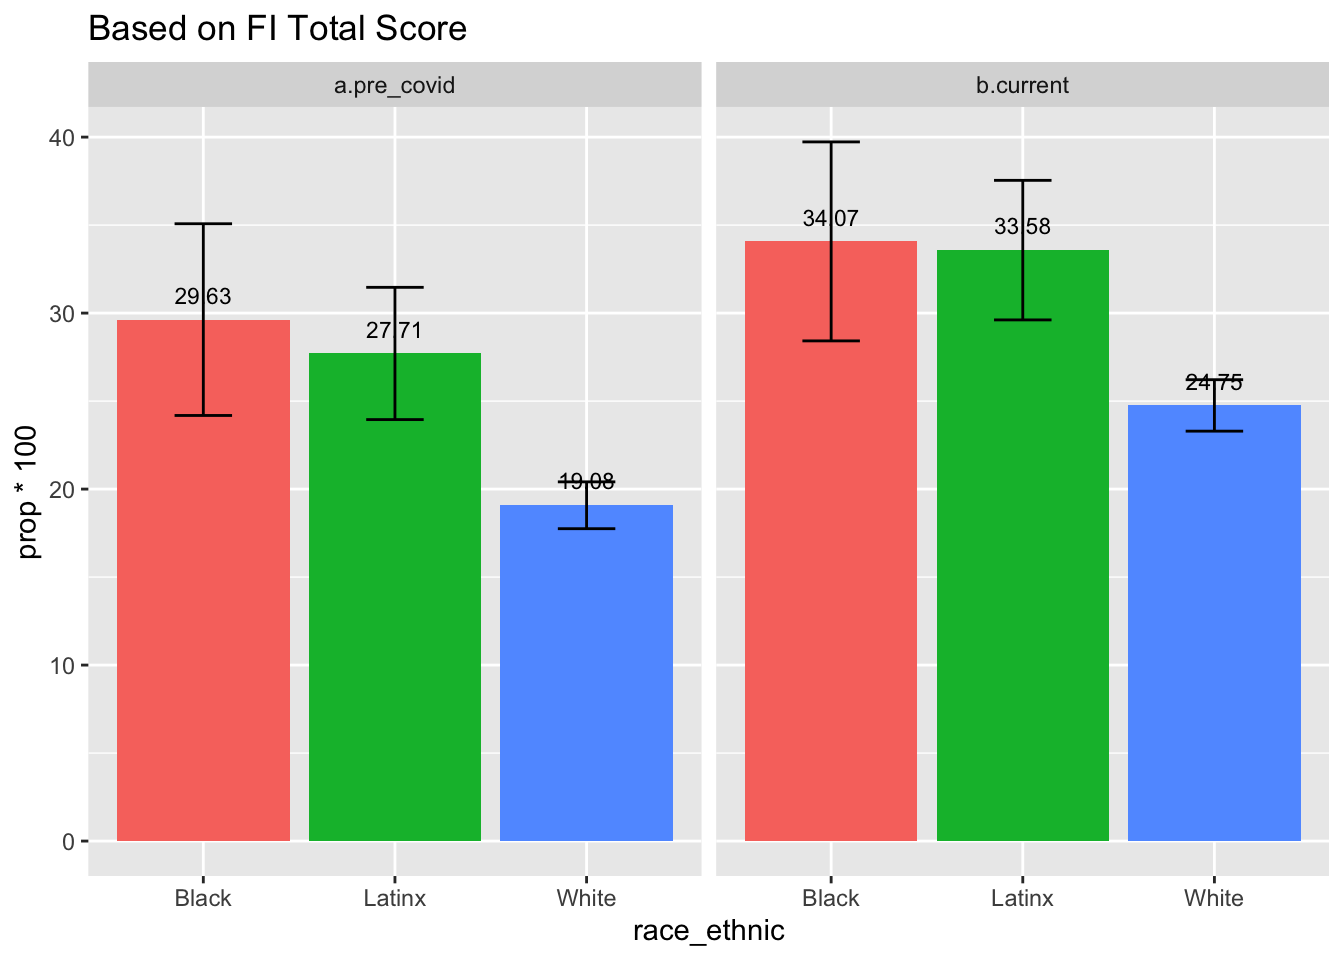 Based on FI Total Score
a.pre_covid
b.current
prop * 100
40
30
20
10
0
29.63
27.71
19.08
34.07
33.58
24.75
Black
Latinx
White
Black
Latinx
White
race_ethnic